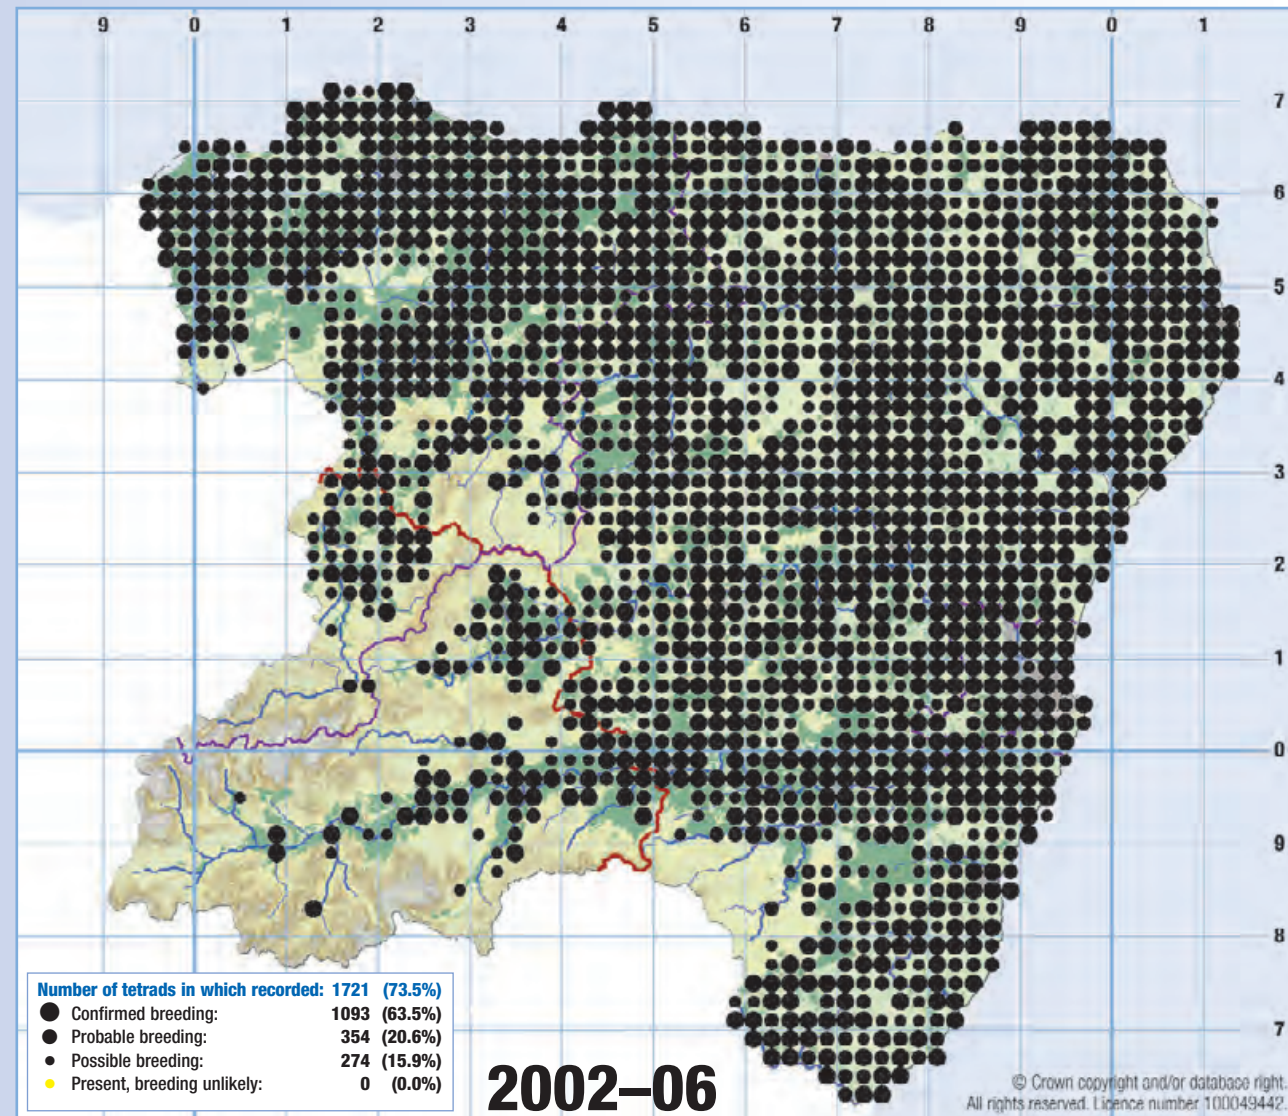 9 0 1 2 3 4 5 6 7 8 9 0 1
7
6
5
4
3
2
1
0
9
8
7
Number of tetrads in which recorded: 1721 (73.5%)
Confirmed breeding: 1093 (63.5%)
Probable breeding: 354 (20.6%)
Possible breeding: 274 (15.9%)
Present, breeding unlikely: 0 (0.0%)
2002–06
© Crown copyright and/or database right.
All rights reserved. Licence number 100049442.